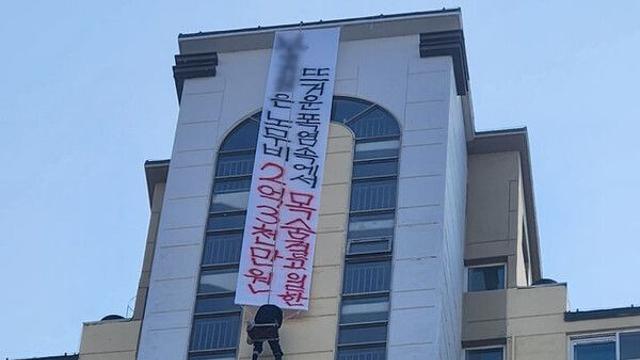 뜨거운 폭염속에서 목숨걸고 일한
은 노무비 2억3천만원